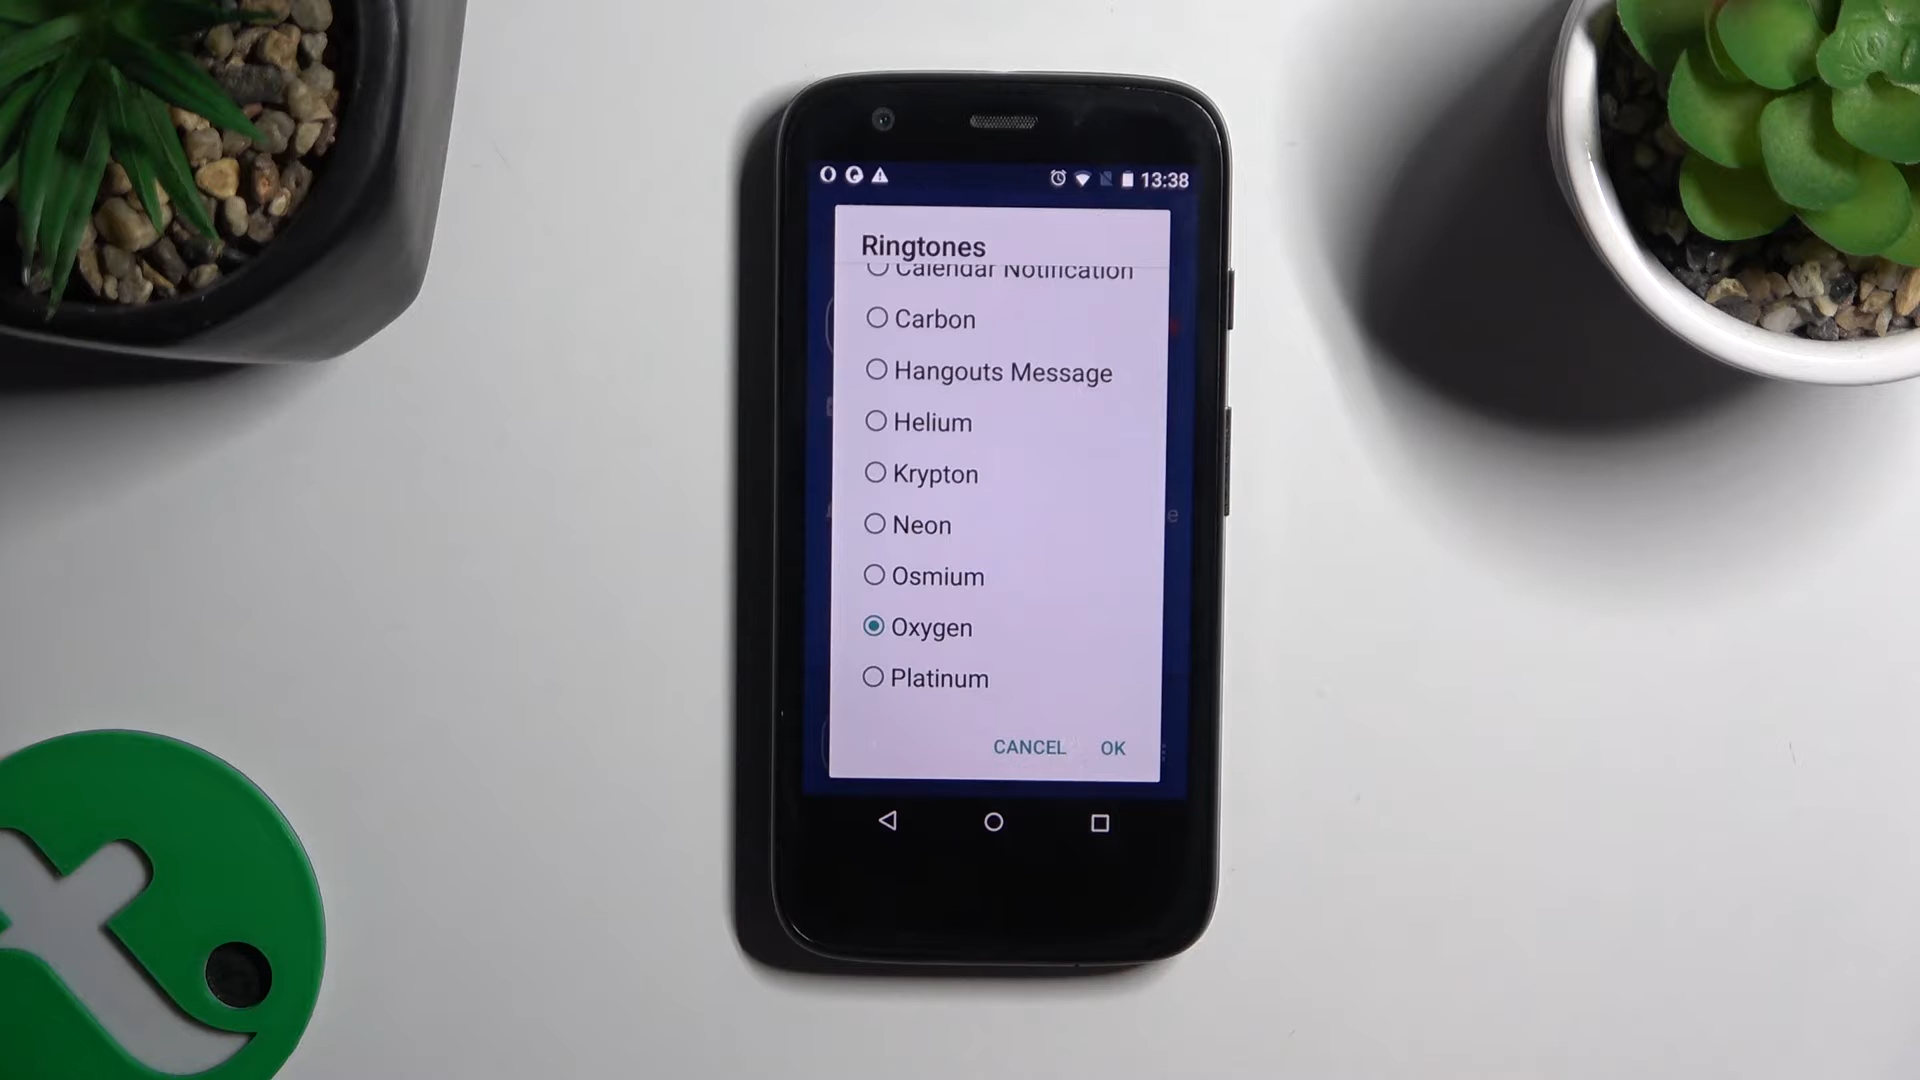 13:38
Ringtones
Calendar Notification
Carbon
Hangouts Message
Helium
Krypton
Neon
e
Osmium
Oxygen
Platinum
CANCEL OK
t